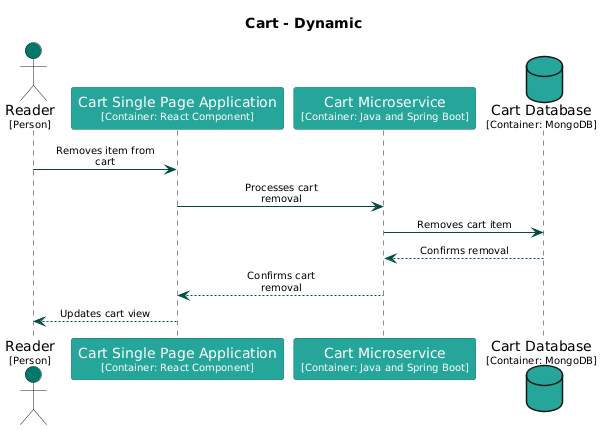 Cart - Dynamic
Reader
[Person]
Cart Single Page Application
[Container: React Component]
Cart Microservice
[Container: Java and Spring Boot]
Cart Database
[Container: MongoDB]
Removes item from
cart
Processes cart
removal
Removes cart item
Confirms removal
Confirms cart
removal
Updates cart view
Reader
[Person]
Cart Single Page Application
[Container: React Component]
Cart Microservice
[Container: Java and Spring Boot]
Cart Database
[Container: MongoDB]